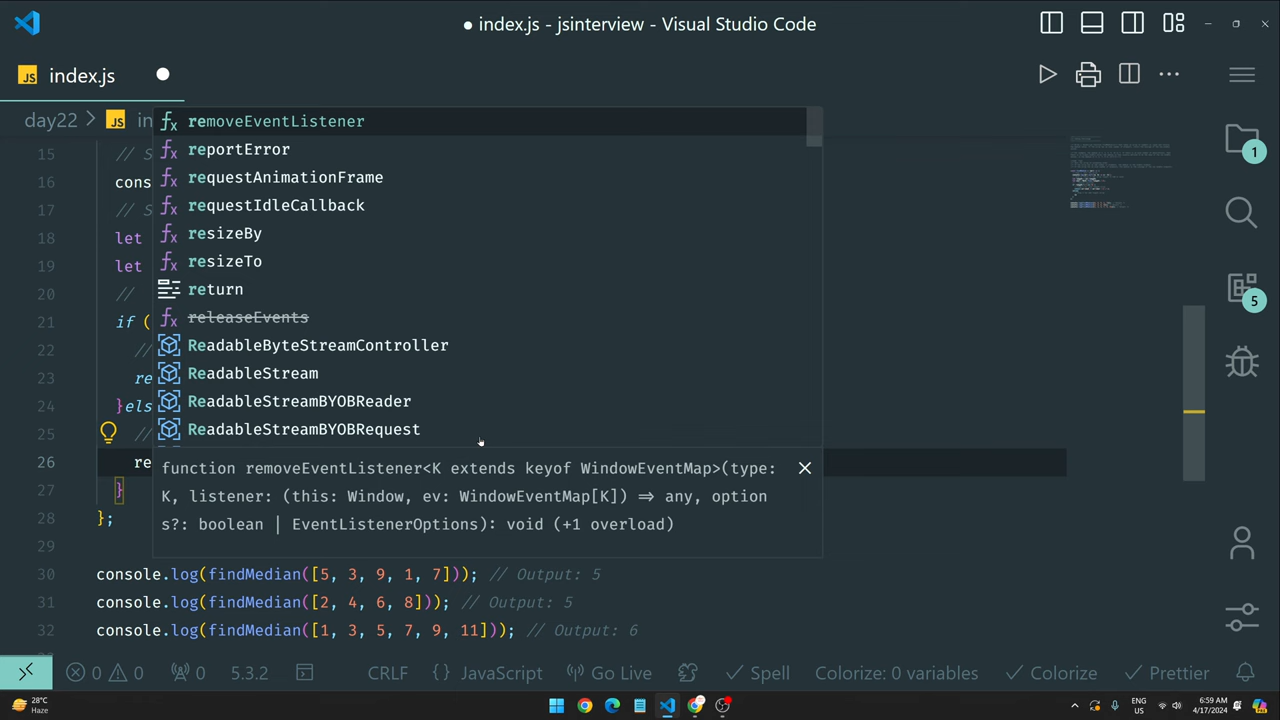 ● index.js - jsinterview - Visual Studio Code
JS index.js
day22 > JS in
15 // S
16 cons
17 // S
18 let
19 let
20 //
21 if (
22 //
23 re
24 }els
25 //
26 re
27 }
28 };
29
removeEventListener
reportError
requestAnimationFrame
requestIdleCallback
resizeBy
resizeTo
return
releaseEvents
ReadableByteStreamController
ReadableStream
ReadableStreamBYOBReader
ReadableStreamBYOBRequest
function removeEventListener<K extends keyof WindowEventMap>(type:
K, listener: (this: Window, ev: WindowEventMap[K]) => any, option
s?: boolean | EventListenerOptions): void (+1 overload)
30 console.log(findMedian([5, 3, 9, 1, 7])); // Output: 5
31 console.log(findMedian([2, 4, 6, 8])); // Output: 5
32 console.log(findMedian([1, 3, 5, 7, 9, 11])); // Output: 6
1
5
0 0 0 5.3.2 CRLF {} JavaScript Go Live Spell Colorize: 0 variables Colorize Prettier
28°C
Haze
ENG
US
6:59 AM
4/17/2024